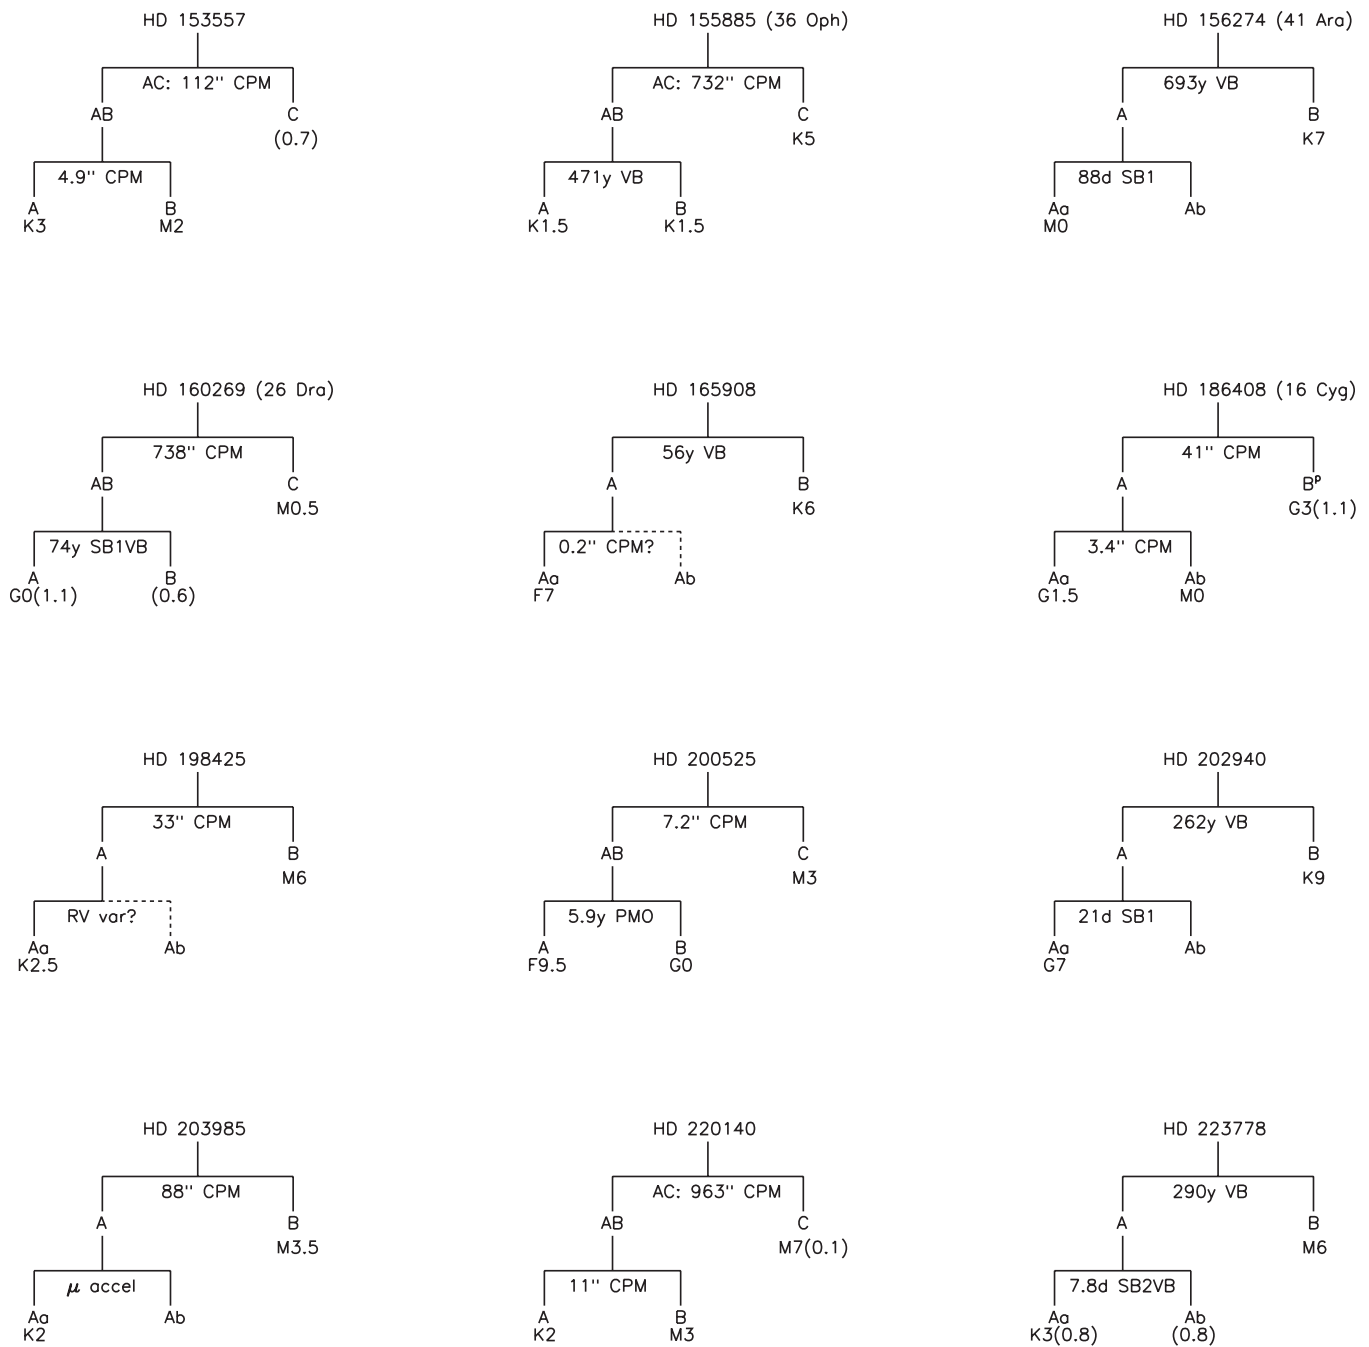 HD 153557
AC: 112" CPM
AB
C
(0.7)
4.9" CPM
A
B
K3
M2
HD 155885 (36 Oph)
AC: 732" CPM
AB
C
K5
471y VB
A
B
K1.5
K1.5
HD 156274 (41 Ara)
693y VB
A
B
K7
88d SB1
Aa
Ab
M0
HD 160269 (26 Dra)
738" CPM
AB
C
M0.5
74y SB1VB
A
B
G0(1.1)
(0.6)
HD 165908
56y VB
A
B
K6
0.2" CPM?
Aa
Ab
F7
HD 186408 (16 Cyg)
41" CPM
A
Bᵖ
G3(1.1)
3.4" CPM
Aa
Ab
G1.5
M0
HD 198425
33" CPM
A
B
M6
RV var?
Aa
Ab
K2.5
HD 200525
7.2" CPM
AB
C
M3
5.9y PMO
A
B
F9.5
G0
HD 202940
262y VB
A
B
K9
21d SB1
Aa
Ab
G7
HD 203985
88" CPM
A
B
M3.5
μ accel
Aa
Ab
K2
HD 220140
AC: 963" CPM
AB
C
M7(0.1)
11" CPM
A
B
K2
M3
HD 223778
290y VB
A
B
M6
7.8d SB2VB
Aa
Ab
K3(0.8)
(0.8)